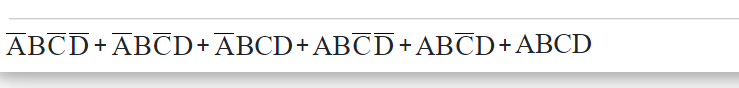 A̅BC̅D̅ + A̅BC̅D + A̅BCD + ABC̅D̅ + ABC̅D + ABCD